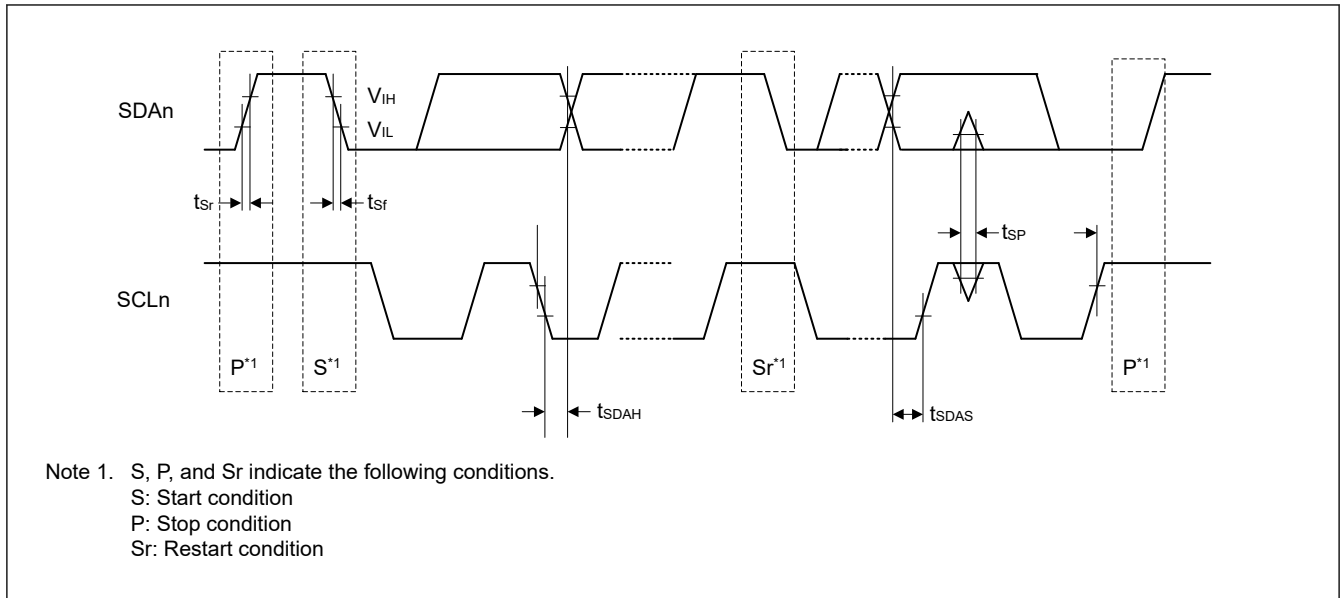 SDAn
VIH
VIL
tSr
tSf
tSP
SCLn
P*1
S*1
Sr*1
P*1
tSDAH
tSDAS
Note 1. S, P, and Sr indicate the following conditions.
S: Start condition
P: Stop condition
Sr: Restart condition